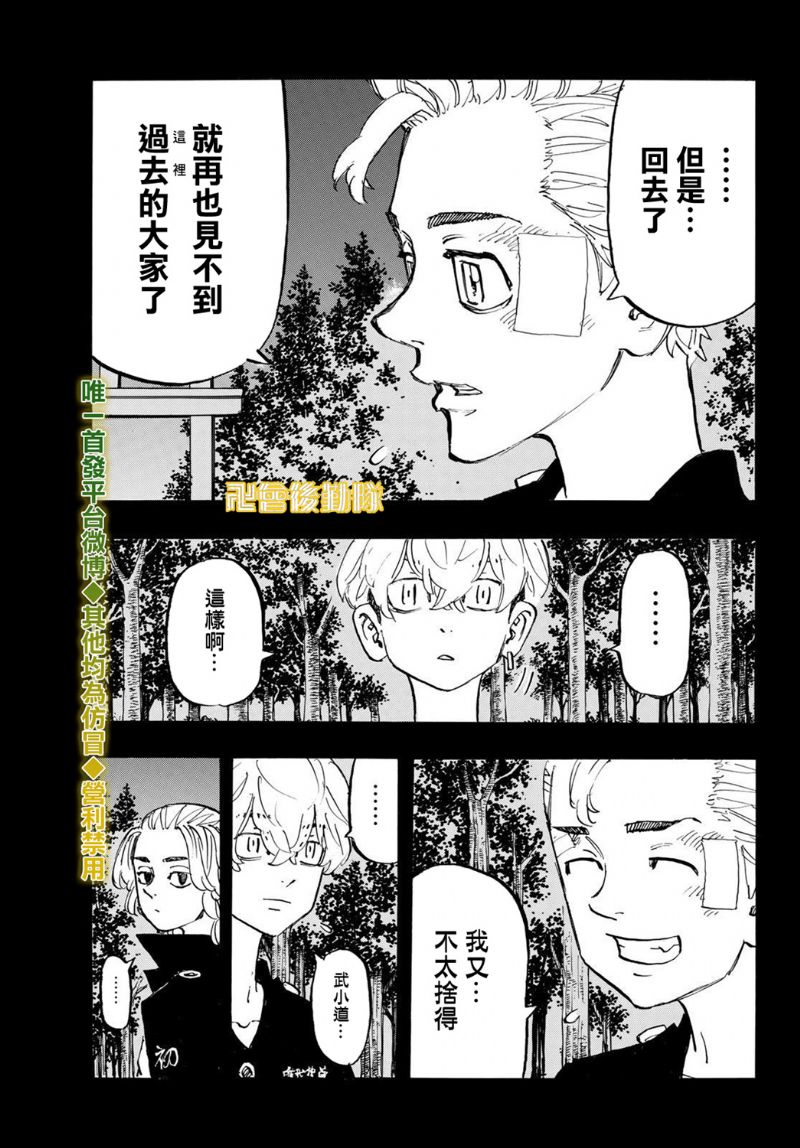 ……
但是…
回去了
就再也見不到
這裡
過去的大家了
卍會後勤隊
……
這樣啊…
我又…
不太捨得
……
武小道…
……
初
唯一首發平台微博◆其他均為仿冒◆營利禁用